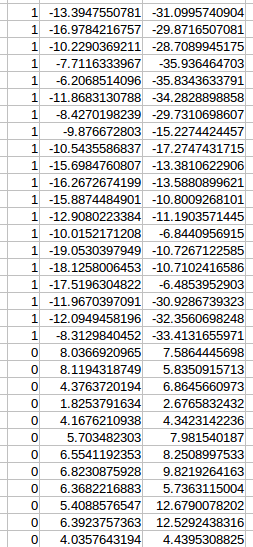 1 -13.3947550781 -31.0995740904
1 -16.9784216757 -29.8716507081
1 -10.2290369211 -28.7089945175
1 -7.7116333967 -35.936464703
1 -6.2068514096 -35.8343633791
1 -11.8683130788 -34.2828898858
1 -8.4270198239 -29.7310698607
1 -9.876672803 -15.2274424457
1 -10.5435586837 -17.2747431715
1 -15.6984760807 -13.3810622906
1 -16.2672674199 -13.5880899621
1 -15.8874484901 -10.8009268101
1 -12.9080223384 -11.1903571445
1 -10.0152171208 -6.8440956915
1 -19.0530397949 -10.7267122585
1 -18.1258006453 -10.7102416586
1 -17.5196304822 -6.4853952903
1 -11.9670397091 -30.9286739323
1 -12.0949458196 -32.3560698248
1 -8.3129840452 -33.4131655971
0 8.0366920965 7.5864445698
0 8.1194318749 5.8350915713
0 4.3763720194 6.8645660973
0 1.8253791634 2.6765832432
0 4.1676210938 4.3423142236
0 5.703482303 7.981540187
0 6.5541192353 8.2508997533
0 6.8230875928 9.8219264163
0 6.3682216883 5.7363115004
0 5.4088576547 12.6790078202
0 6.3923757363 12.5292438316
0 4.0357643194 4.4395308825